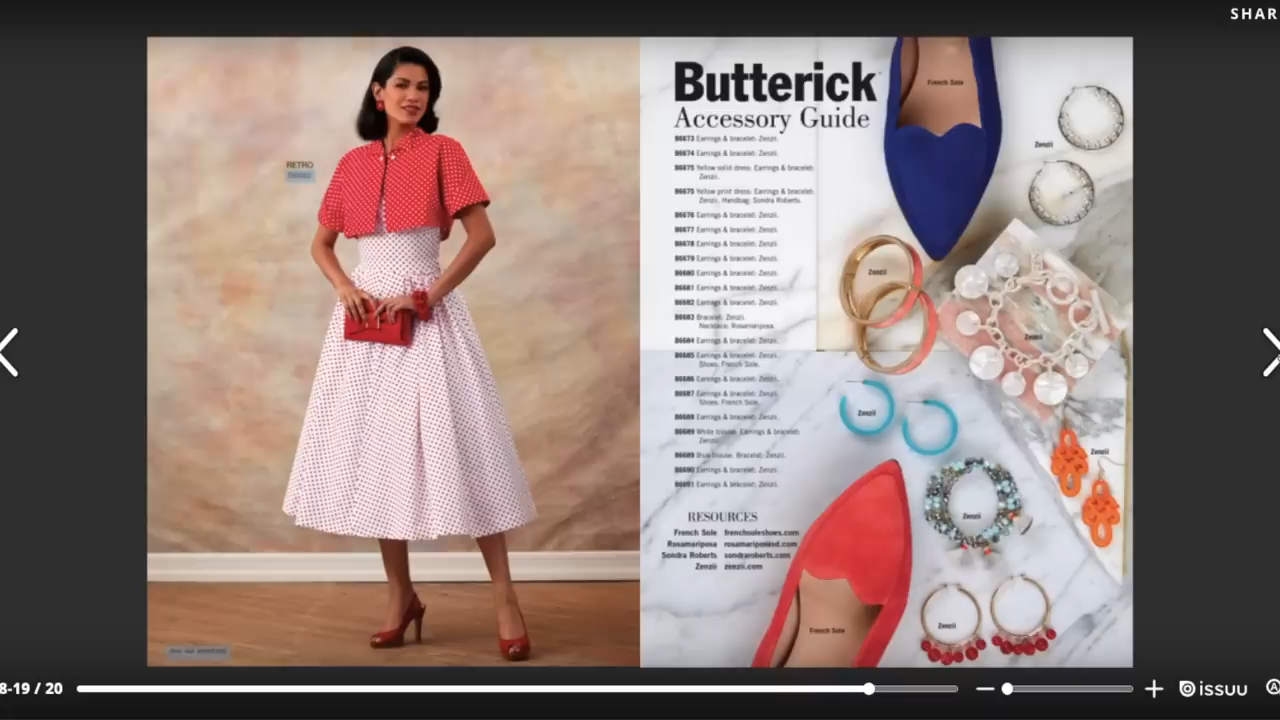 SHAR
RETRO
Butterick
Accessory Guide
French Sole
Zenzii
B6673 Earrings & bracelet: Zenzii.
B6674 Earrings & bracelet: Zenzii.
B6675 Yellow solid dress: Earrings & bracelet:
Zenzii.
B6675 Yellow print dress: Earrings & bracelet:
Zenzii. Handbag: Sondra Roberts.
B6676 Earrings & bracelet: Zenzii.
B6677 Earrings & bracelet: Zenzii.
B6678 Earrings & bracelet: Zenzii.
B6679 Earrings & bracelet: Zenzii.
B6680 Earrings & bracelet: Zenzii.
B6681 Earrings & bracelet: Zenzii.
B6682 Earrings & bracelet: Zenzii.
B6683 Bracelet: Zenzii.
Necklace: Rosamariposa.
B6684 Earrings & bracelet: Zenzii.
B6685 Earrings & bracelet: Zenzii.
Shoes: French Sole.
B6686 Earrings & bracelet: Zenzii.
B6687 Earrings & bracelet: Zenzii.
Shoes: French Sole.
B6688 Earrings & bracelet: Zenzii.
B6689 White blouse: Earrings & bracelet:
Zenzii.
B6689 Blue blouse: Bracelet: Zenzii.
B6690 Earrings & bracelet: Zenzii.
B6691 Earrings & bracelet: Zenzii.
Zenzii
Zenzii
Zenzii
Zenzii
Zenzii
RESOURCES
French Sole frenchsoleshoes.com
Rosamariposa
Sondra Roberts sondraroberts.com
Zenzii zenzii.com
Zenzii
French Sole
8-19 / 20
issuu